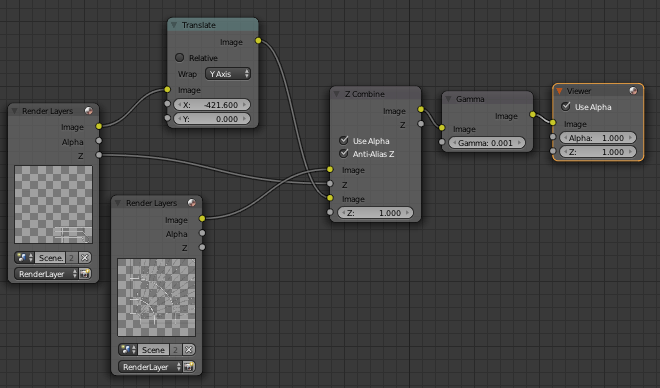 Translate
Image
Relative
Wrap Y Axis
Image
X: -421.600
Y: 0.000
Render Layers
Image
Alpha
Z
Scene. 2
RenderLayer
Render Layers
Image
Alpha
Z
Scene 2
RenderLayer
Z Combine
Image
Z
Use Alpha
Anti-Alias Z
Image
Z
Image
Z: 1.000
Gamma
Image
Image
Gamma: 0.001
Viewer
Use Alpha
Image
Alpha: 1.000
Z: 1.000